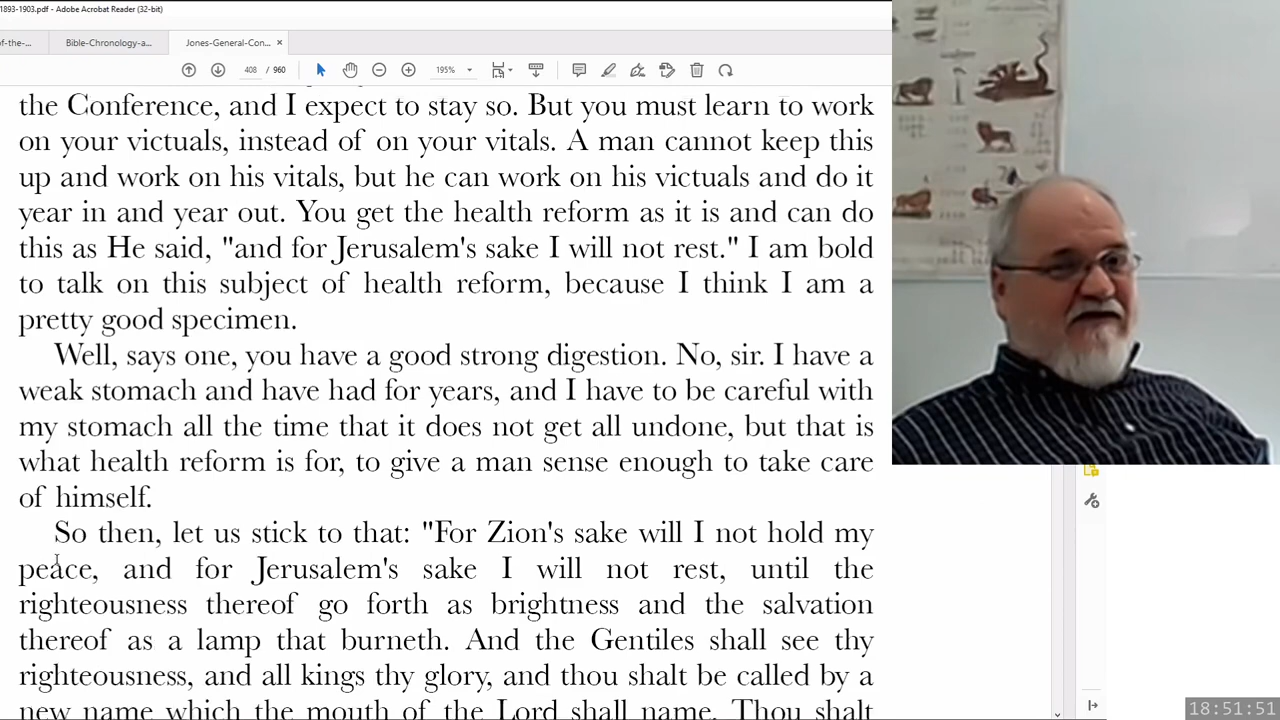 1893-1903.pdf - Adobe Acrobat Reader (32-bit)
of-the-...
Bible-Chronology-a...
Jones-General-Con... ×
408 / 960
195%
the Conference, and I expect to stay so. But you must learn to work
on your victuals, instead of on your vitals. A man cannot keep this
up and work on his vitals, but he can work on his victuals and do it
year in and year out. You get the health reform as it is and can do
this as He said, "and for Jerusalem's sake I will not rest." I am bold
to talk on this subject of health reform, because I think I am a
pretty good specimen.
Well, says one, you have a good strong digestion. No, sir. I have a
weak stomach and have had for years, and I have to be careful with
my stomach all the time that it does not get all undone, but that is
what health reform is for, to give a man sense enough to take care
of himself.
So then, let us stick to that: "For Zion's sake will I not hold my
peace, and for Jerusalem's sake I will not rest, until the
righteousness thereof go forth as brightness and the salvation
thereof as a lamp that burneth. And the Gentiles shall see thy
righteousness, and all kings thy glory, and thou shalt be called by a
new name which the mouth of the Lord shall name. Thou shalt
18:51:51